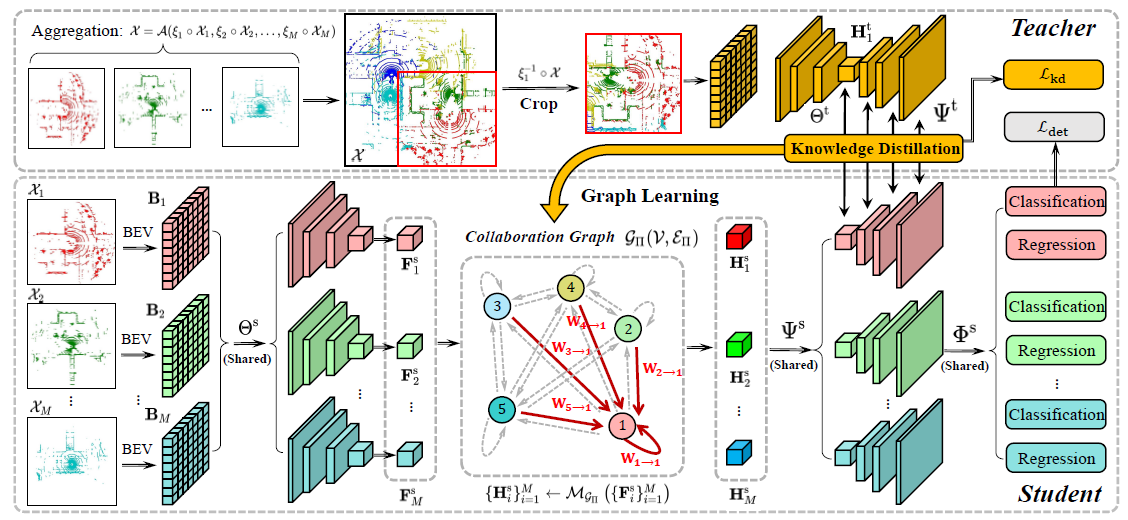 Aggregation: 𝒳 = 𝒜(ξ₁ ∘ 𝒳₁, ξ₂ ∘ 𝒳₂, …, ξ_M ∘ 𝒳_M)
...
𝒳
ξ₁⁻¹ ∘ 𝒳
Crop
Θᵗ
H₁ᵗ
Ψᵗ
Teacher
ℒ_kd
ℒ_det
Knowledge Distillation
Graph Learning
𝒳₁
BEV
B₁
𝒳₂
BEV
B₂
⋮
⋮
𝒳_M
BEV
B_M
Θˢ
(Shared)
⋮
F₁ˢ
F₂ˢ
⋮
F_Mˢ
Collaboration Graph 𝒢_Π(𝒱, ℰ_Π)
4
3
2
5
1
W₄→₁
W₃→₁
W₂→₁
W₅→₁
W₁→₁
{Hᵢˢ}ᵢ₌₁ᴹ ← ℳ_𝒢_Π ({Fᵢˢ}ᵢ₌₁ᴹ)
H₁ˢ
H₂ˢ
⋮
H_Mˢ
Ψˢ
(Shared)
⋮
Φˢ
(Shared)
Classification
Regression
Classification
Regression
⋮
Classification
Regression
Student